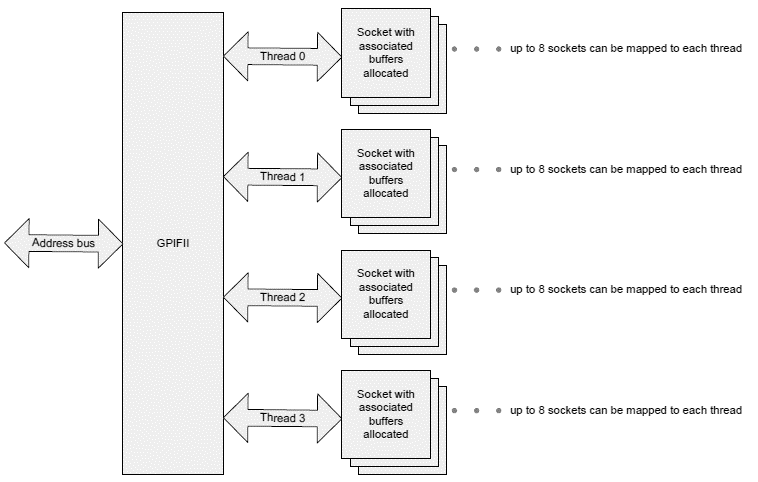 Socket with
associated
buffers
allocated
Thread 0
up to 8 sockets can be mapped to each thread
Socket with
associated
buffers
allocated
Thread 1
up to 8 sockets can be mapped to each thread
Address bus
GPIFII
Socket with
associated
buffers
allocated
Thread 2
up to 8 sockets can be mapped to each thread
Socket with
associated
buffers
allocated
Thread 3
up to 8 sockets can be mapped to each thread